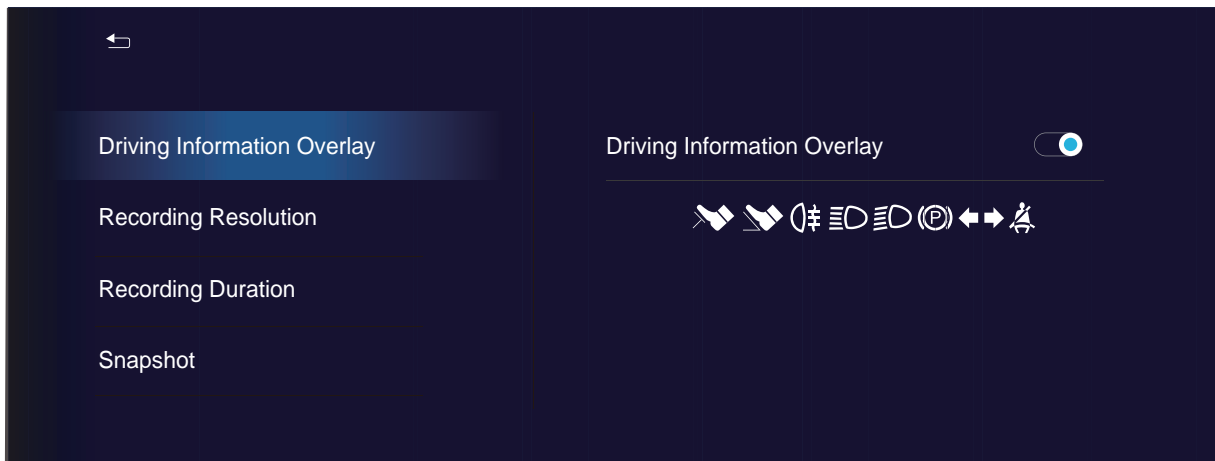 Driving Information Overlay
Recording Resolution
Recording Duration
Snapshot
Driving Information Overlay
P